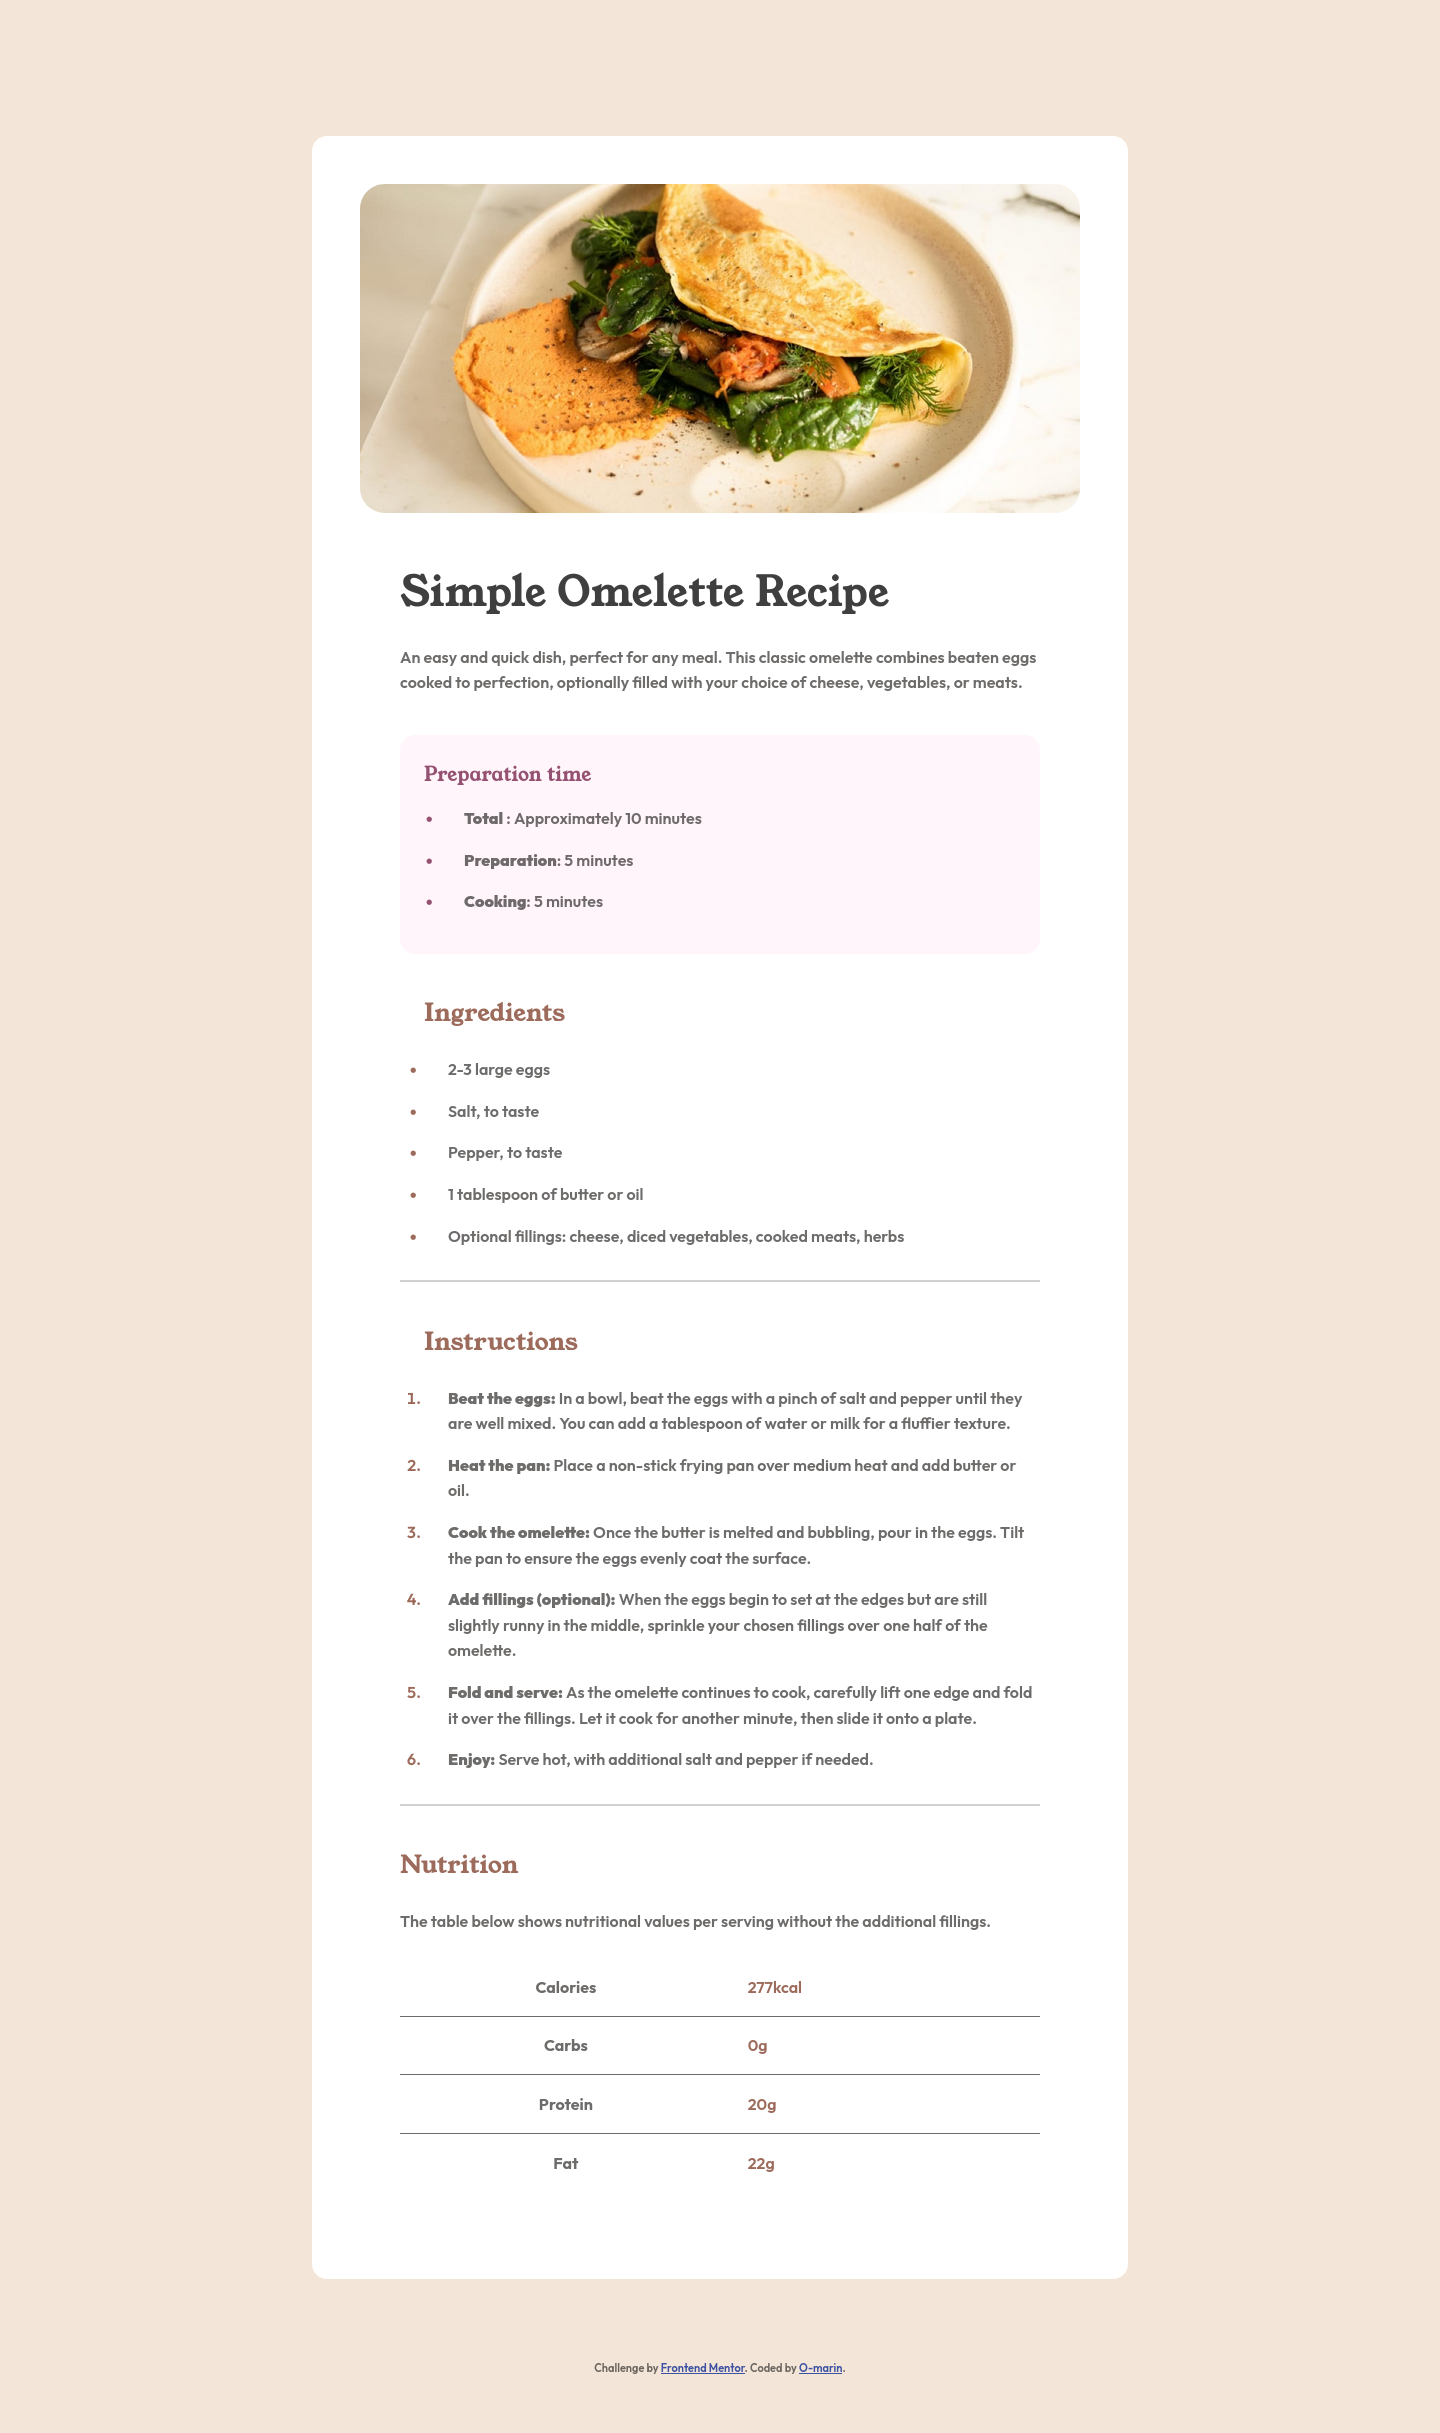 Simple Omelette Recipe
An easy and quick dish, perfect for any meal. This classic omelette combines beaten eggs
cooked to perfection, optionally filled with your choice of cheese, vegetables, or meats.
Preparation time
• Total : Approximately 10 minutes
• Preparation: 5 minutes
• Cooking: 5 minutes
Ingredients
• 2-3 large eggs
• Salt, to taste
• Pepper, to taste
• 1 tablespoon of butter or oil
• Optional fillings: cheese, diced vegetables, cooked meats, herbs
Instructions
1. Beat the eggs: In a bowl, beat the eggs with a pinch of salt and pepper until they
are well mixed. You can add a tablespoon of water or milk for a fluffier texture.
2. Heat the pan: Place a non-stick frying pan over medium heat and add butter or
oil.
3. Cook the omelette: Once the butter is melted and bubbling, pour in the eggs. Tilt
the pan to ensure the eggs evenly coat the surface.
4. Add fillings (optional): When the eggs begin to set at the edges but are still
slightly runny in the middle, sprinkle your chosen fillings over one half of the
omelette.
5. Fold and serve: As the omelette continues to cook, carefully lift one edge and fold
it over the fillings. Let it cook for another minute, then slide it onto a plate.
6. Enjoy: Serve hot, with additional salt and pepper if needed.
Nutrition
The table below shows nutritional values per serving without the additional fillings.
Calories 277kcal
Carbs 0g
Protein 20g
Fat 22g
Challenge by Frontend Mentor. Coded by O-marin.